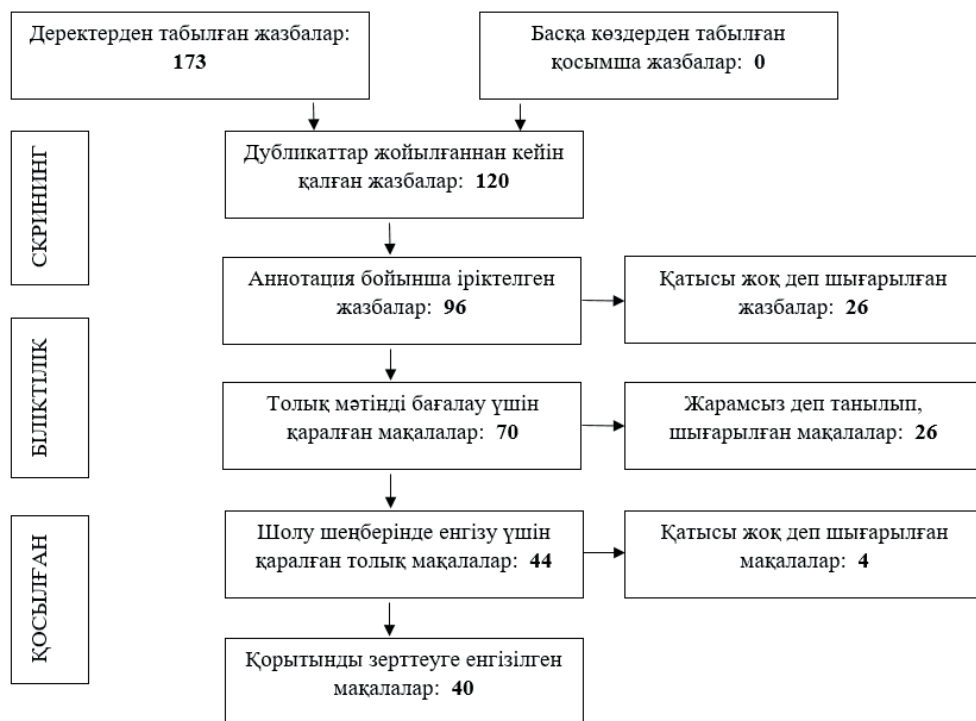 Деректерден табылған жазбалар:
173
Басқа көздерден табылған
қосымша жазбалар: 0
СКРИНИНГ
Дубликаттар жойылғаннан кейін
қалған жазбалар: 120
Аннотация бойынша іріктелген
жазбалар: 96
Қатысы жоқ деп шығарылған
жазбалар: 26
БІЛІКТІЛІК
Толық мәтінді бағалау үшін
қаралған мақалалар: 70
Жарамсыз деп танылып,
шығарылған мақалалар: 26
ҚОСЫЛҒАН
Шолу шеңберінде енгізу үшін
қаралған толық мақалалар: 44
Қатысы жоқ деп шығарылған
мақалалар: 4
Қорытынды зерттеуге енгізілген
мақалалар: 40